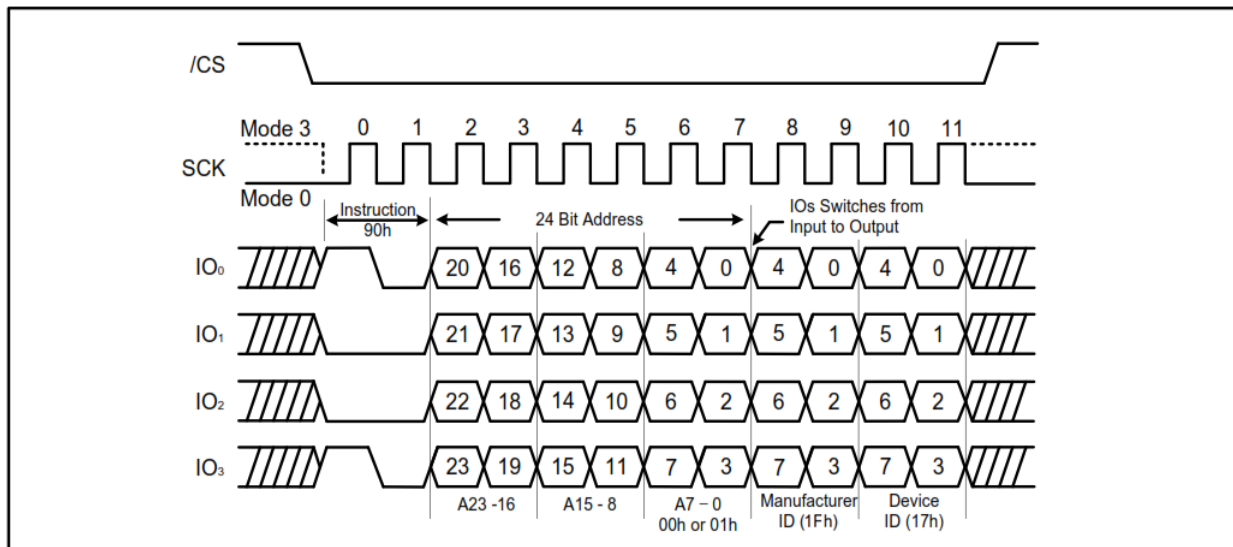 /CS
Mode 3 0 1 2 3 4 5 6 7 8 9 10 11
SCK
Mode 0
Instruction
90h
24 Bit Address
IOs Switches from
Input to Output
IO0 20 16 12 8 4 0 4 0 4 0
IO1 21 17 13 9 5 1 5 1 5 1
IO2 22 18 14 10 6 2 6 2 6 2
IO3 23 19 15 11 7 3 7 3 7 3
A23 -16 A15 - 8 A7 – 0 Manufacturer Device
00h or 01h ID (1Fh) ID (17h)